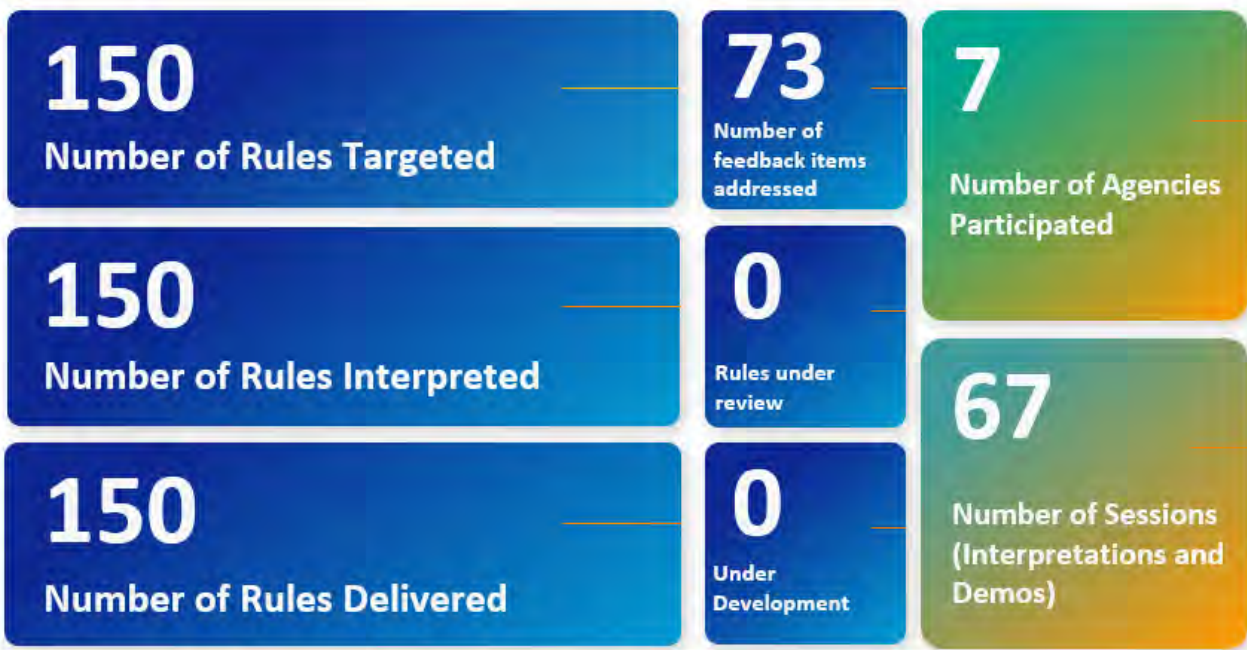 150
Number of Rules Targeted
73
Number of
feedback items
addressed
7
Number of Agencies
Participated
150
Number of Rules Interpreted
0
Rules under
review
67
Number of Sessions
(Interpretations and
Demos)
150
Number of Rules Delivered
0
Under
Development